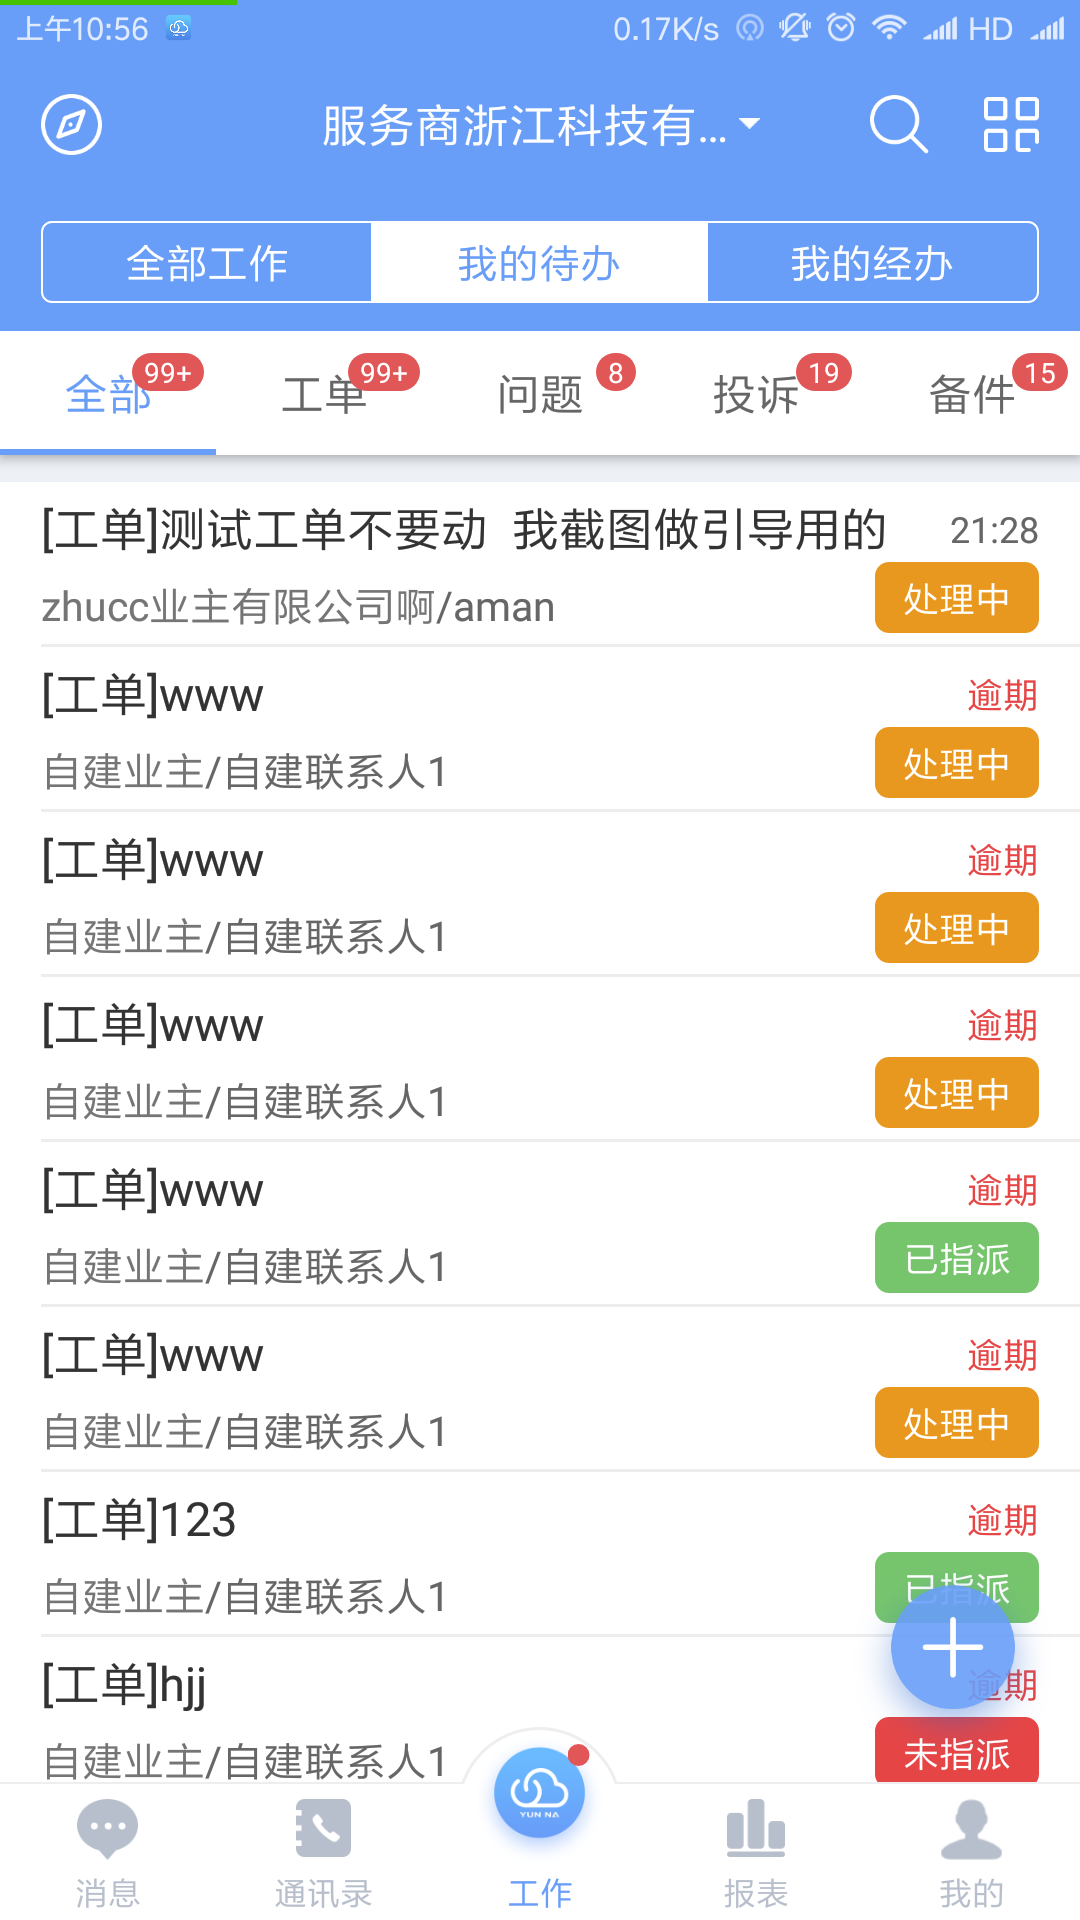 上午10:56 0.17K/s HD
服务商浙江科技有...
全部工作 我的待办 我的经办
全部 99+ 工单 99+ 问题 8 投诉 19 备件 15
[工单]测试工单不要动 我截图做引导用的 21:28
zhucc业主有限公司啊/aman 处理中
[工单]www 逾期
自建业主/自建联系人1 处理中
[工单]www 逾期
自建业主/自建联系人1 处理中
[工单]www 逾期
自建业主/自建联系人1 处理中
[工单]www 逾期
自建业主/自建联系人1 已指派
[工单]www 逾期
自建业主/自建联系人1 处理中
[工单]123 逾期
自建业主/自建联系人1 已指派
[工单]hjj 逾期
自建业主/自建联系人1 未指派
YUN NA
消息 通讯录 工作 报表 我的